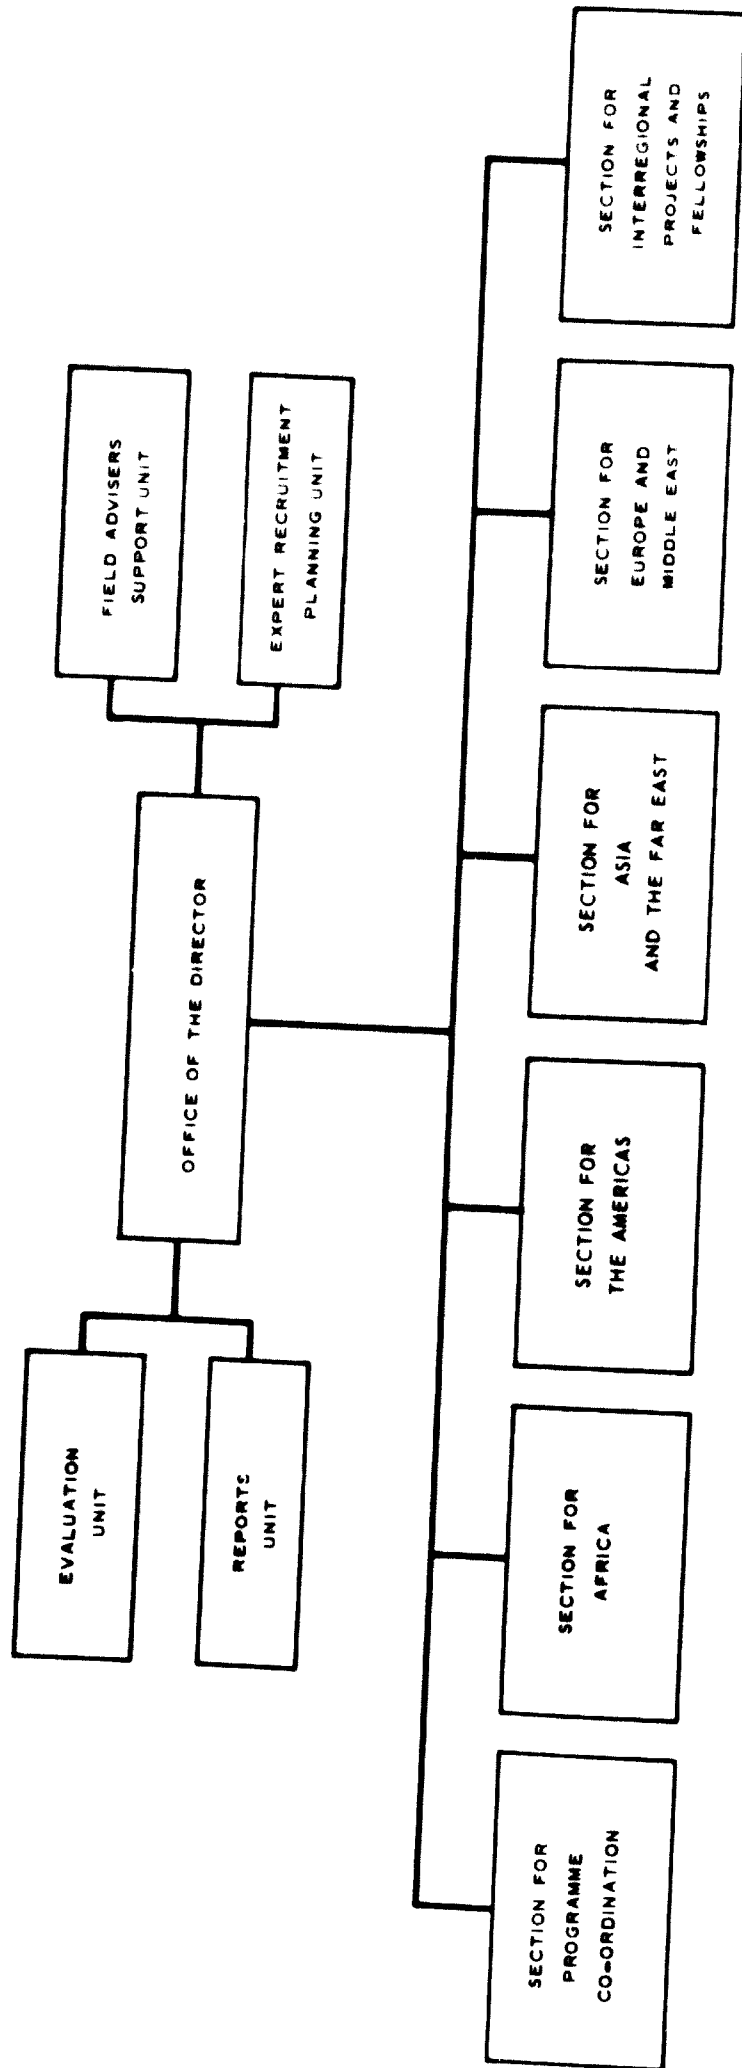 EVALUATION
UNIT
REPORTS
UNIT
OFFICE OF THE DIRECTOR
FIELD ADVISERS
SUPPORT UNIT
EXPERT RECRUITMENT
PLANNING UNIT
SECTION FOR
PROGRAMME
CO-ORDINATION
SECTION FOR
AFRICA
SECTION FOR
THE AMERICAS
SECTION FOR
ASIA
AND THE FAR EAST
SECTION FOR
EUROPE AND
MIDDLE EAST
SECTION FOR
INTERREGIONAL
PROJECTS AND
FELLOWSHIPS